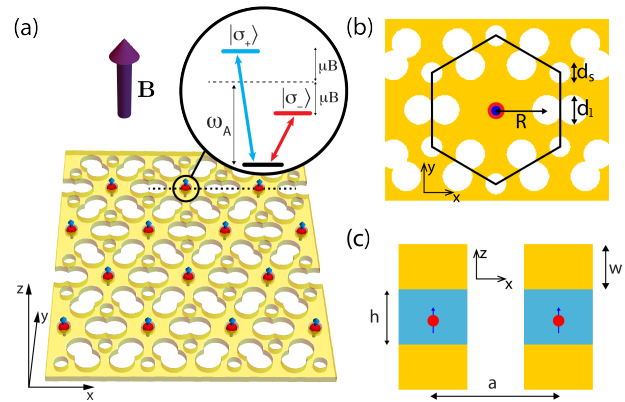 (a)
B
|σ₊⟩
μB
|σ₋⟩
μB
ω_A
z
y
x
(b)
d_s
R
d_l
y
x
(c)
z
x
w
h
a